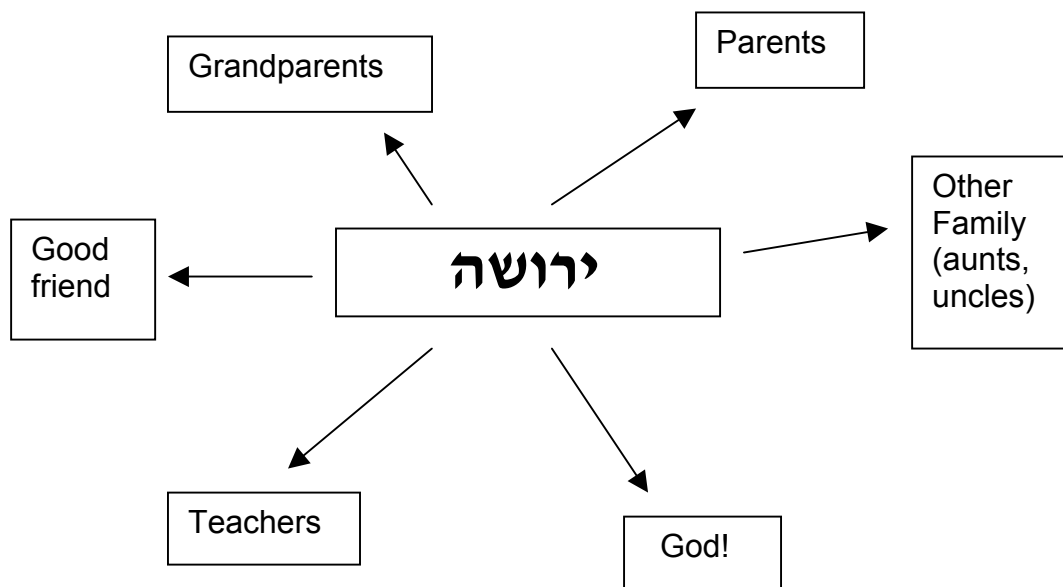 Grandparents
Parents
Good
friend
ירושה
Other
Family
(aunts,
uncles)
Teachers
God!